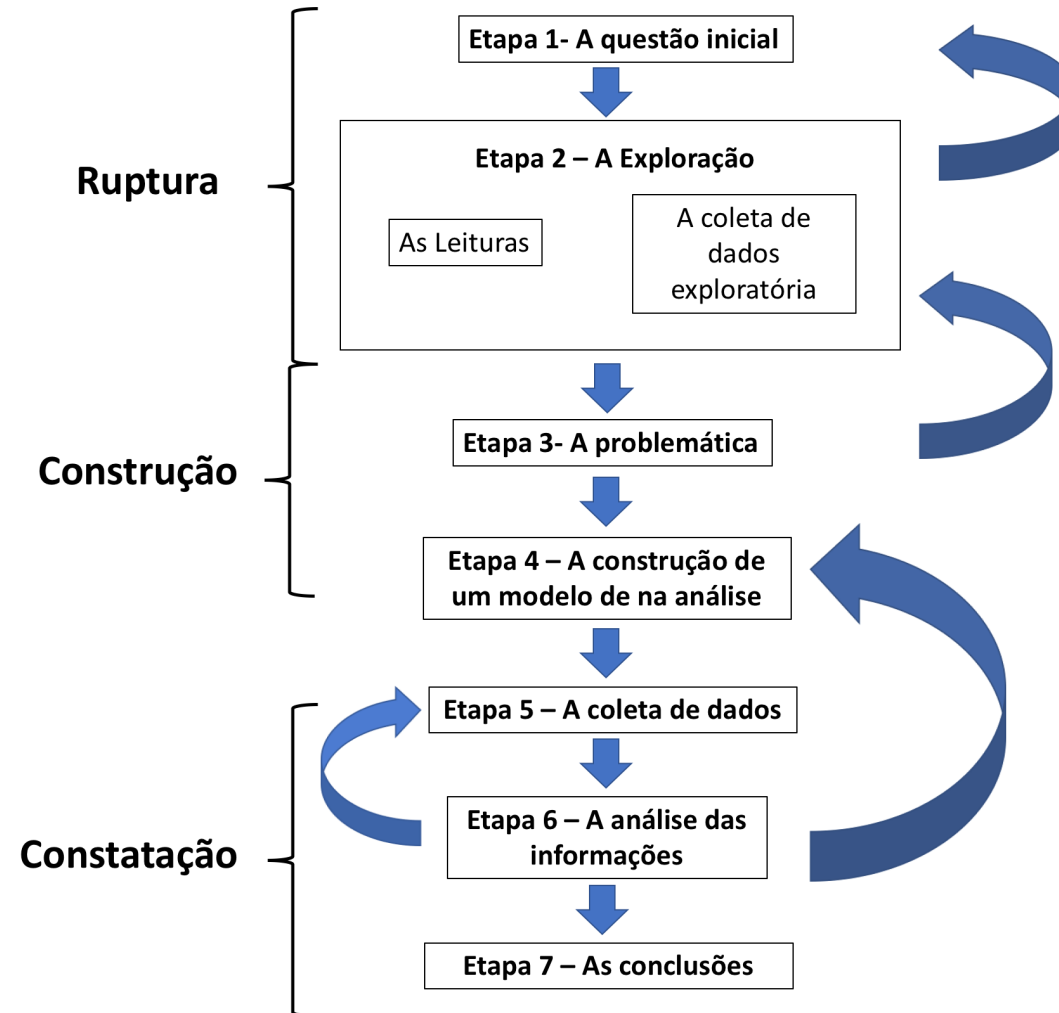 Etapa 1- A questão inicial
Ruptura
Etapa 2 – A Exploração
As Leituras
A coleta de
dados
exploratória
Construção
Etapa 3- A problemática
Etapa 4 – A construção de
um modelo de na análise
Constatação
Etapa 5 – A coleta de dados
Etapa 6 – A análise das
informações
Etapa 7 – As conclusões